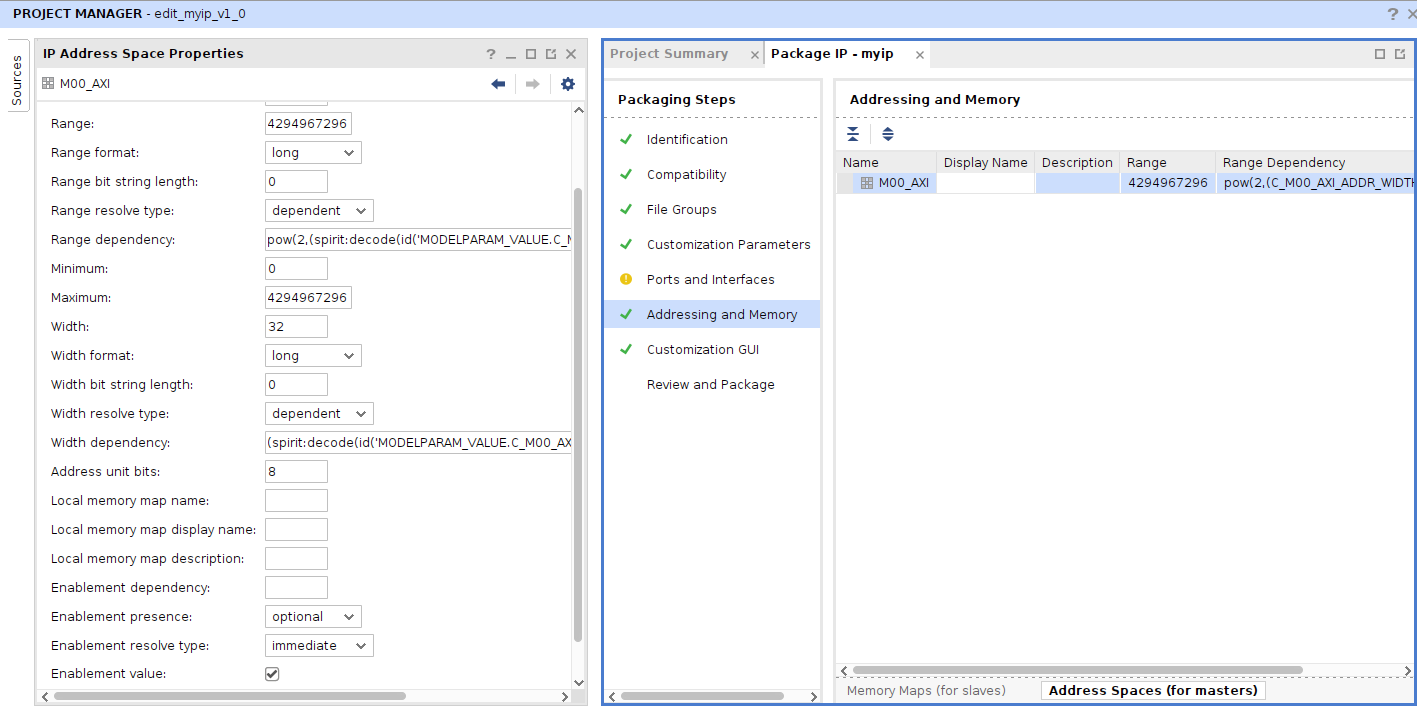 PROJECT MANAGER - edit_myip_v1_0
?
Sources
IP Address Space Properties
?
M00_AXI
Range: 4294967296
Range format: long
Range bit string length: 0
Range resolve type: dependent
Range dependency: pow(2,(spirit:decode(id('MODELPARAM_VALUE.C_M
Minimum: 0
Maximum: 4294967296
Width: 32
Width format: long
Width bit string length: 0
Width resolve type: dependent
Width dependency: (spirit:decode(id('MODELPARAM_VALUE.C_M00_AX
Address unit bits: 8
Local memory map name:
Local memory map display name:
Local memory map description:
Enablement dependency:
Enablement presence: optional
Enablement resolve type: immediate
Enablement value:
Project Summary
Package IP - myip
Packaging Steps
Identification
Compatibility
File Groups
Customization Parameters
Ports and Interfaces
Addressing and Memory
Customization GUI
Review and Package
Addressing and Memory
Name Display Name Description Range Range Dependency
M00_AXI 4294967296 pow(2,(C_M00_AXI_ADDR_WIDTH
Memory Maps (for slaves)
Address Spaces (for masters)